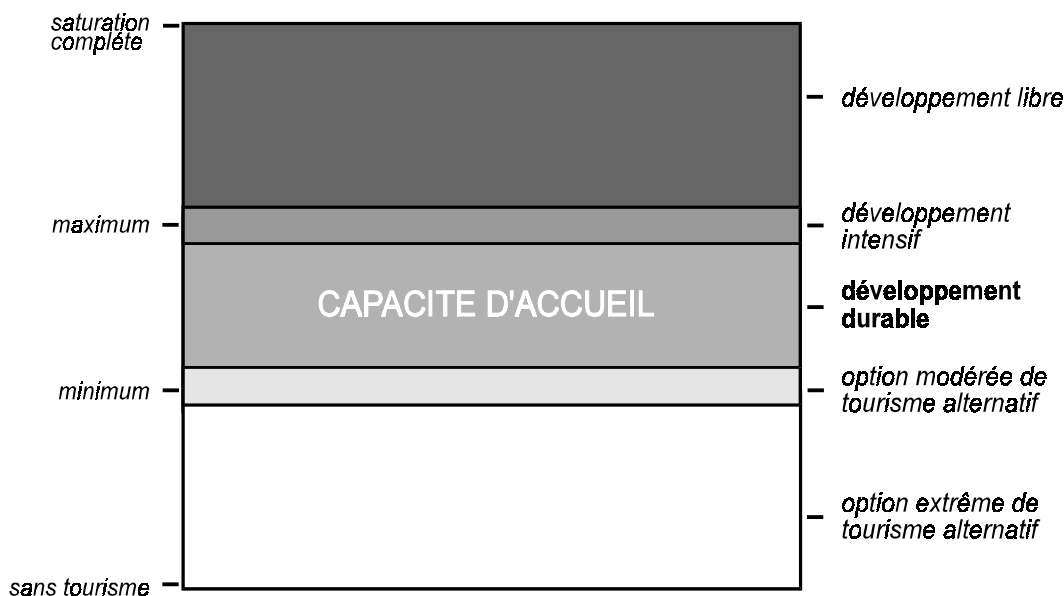 saturation
compléte
développement libre
maximum
développement
intensif
CAPACITE D'ACCUEIL
développement
durable
minimum
option modérée de
tourisme alternatif
option extrême de
tourisme alternatif
sans tourisme